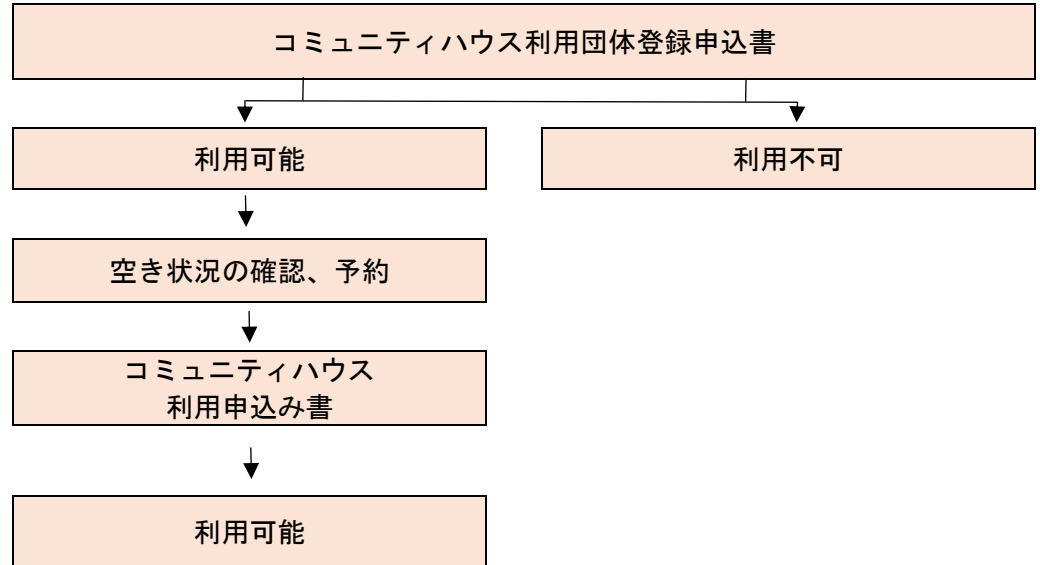 コミュニティハウス利用団体登録申込書
利用可能
利用不可
空き状況の確認、予約
コミュニティハウス
利用申込み書
利用可能